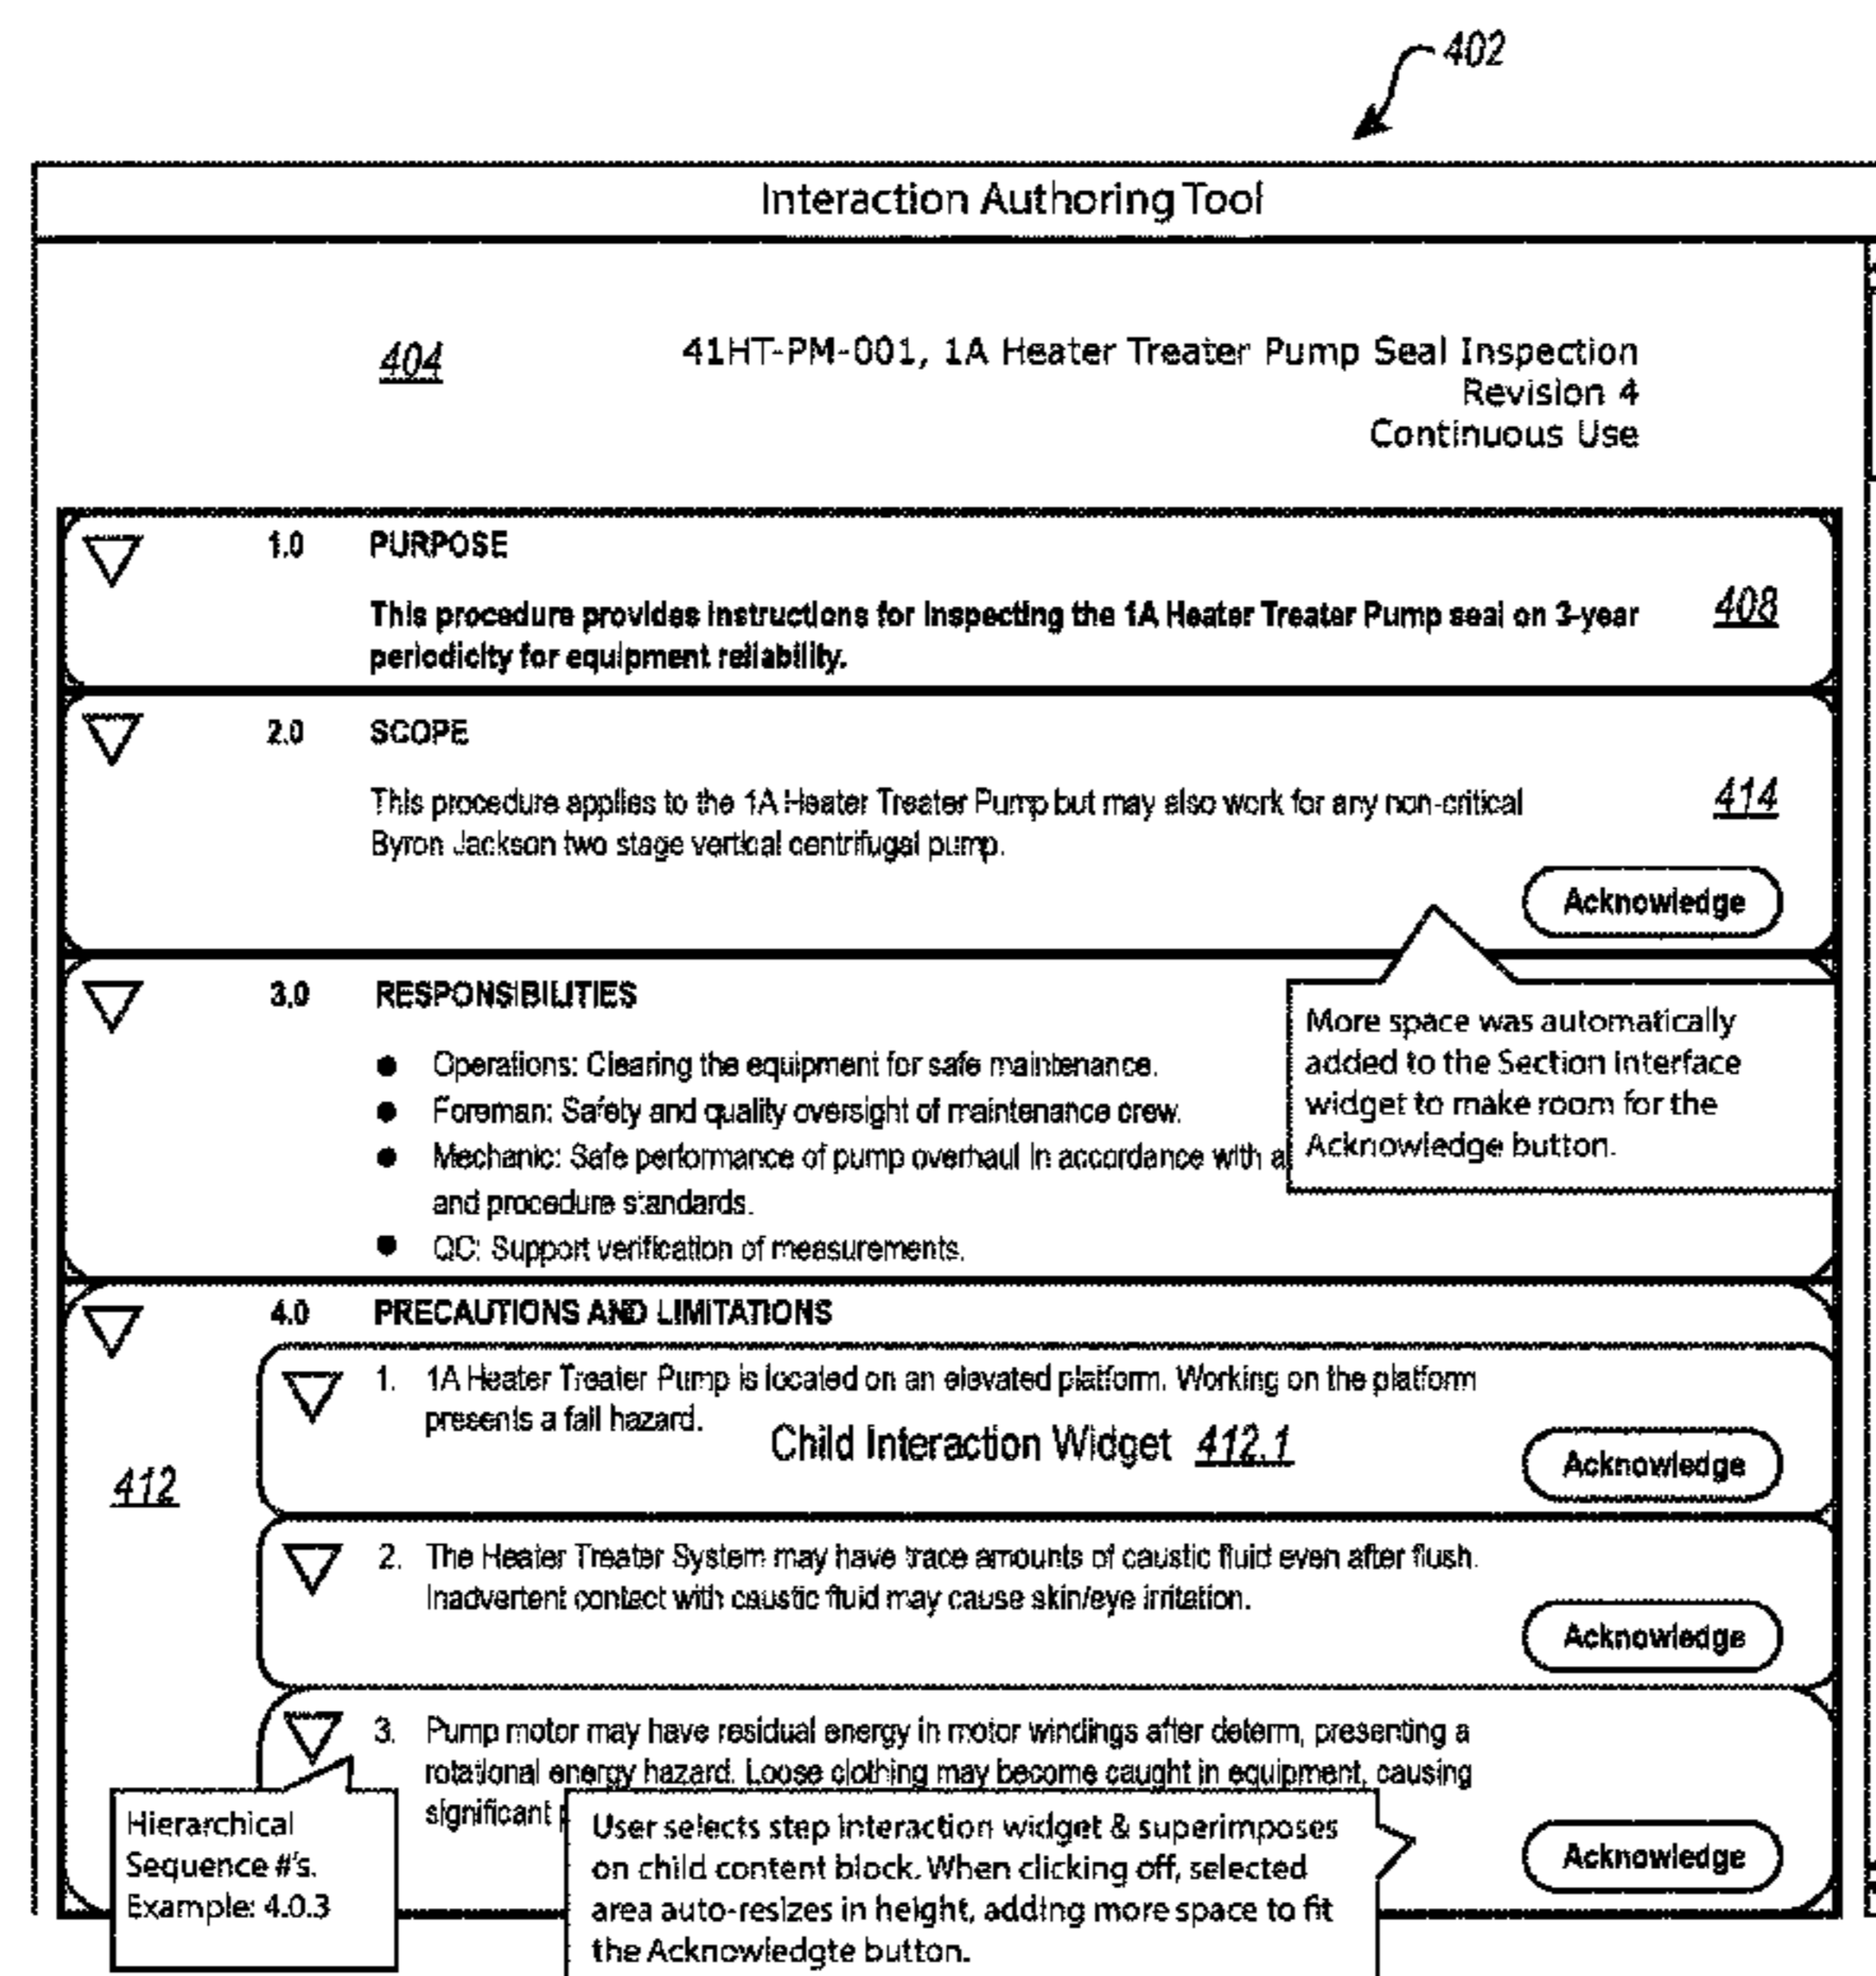 402
Interaction Authoring Tool
404
41HT-PM-001, 1A Heater Treater Pump Seal Inspection
Revision 4
Continuous Use
1.0 PURPOSE
This procedure provides instructions for inspecting the 1A Heater Treater Pump seal on 3-year
periodicity for equipment reliability.
408
2.0 SCOPE
This procedure applies to the 1A Heater Treater Pump but may also work for any non-critical
Byron Jackson two stage vertical centrifugal pump.
414
Acknowledge
More space was automatically
added to the Section Interface
widget to make room for the
Acknowledge button.
3.0 RESPONSIBILITIES
● Operations: Clearing the equipment for safe maintenance.
● Foreman: Safety and quality oversight of maintenance crew.
● Mechanic: Safe performance of pump overhaul in accordance with a
and procedure standards.
● QC: Support verification of measurements.
4.0 PRECAUTIONS AND LIMITATIONS
412
1. 1A Heater Treater Pump is located on an elevated platform. Working on the platform
presents a fall hazard.
Child Interaction Widget 412.1
Acknowledge
2. The Heater Treater System may have trace amounts of caustic fluid even after flush.
Inadvertent contact with caustic fluid may cause skin/eye irritation.
Acknowledge
3. Pump motor may have residual energy in motor windings after determ, presenting a
rotational energy hazard. Loose clothing may become caught in equipment, causing
significant
Acknowledge
Hierarchical
Sequence #'s.
Example: 4.0.3
User selects step interaction widget & superimposes
on child content block. When clicking off, selected
area auto-resizes in height, adding more space to fit
the Acknowledgte button.